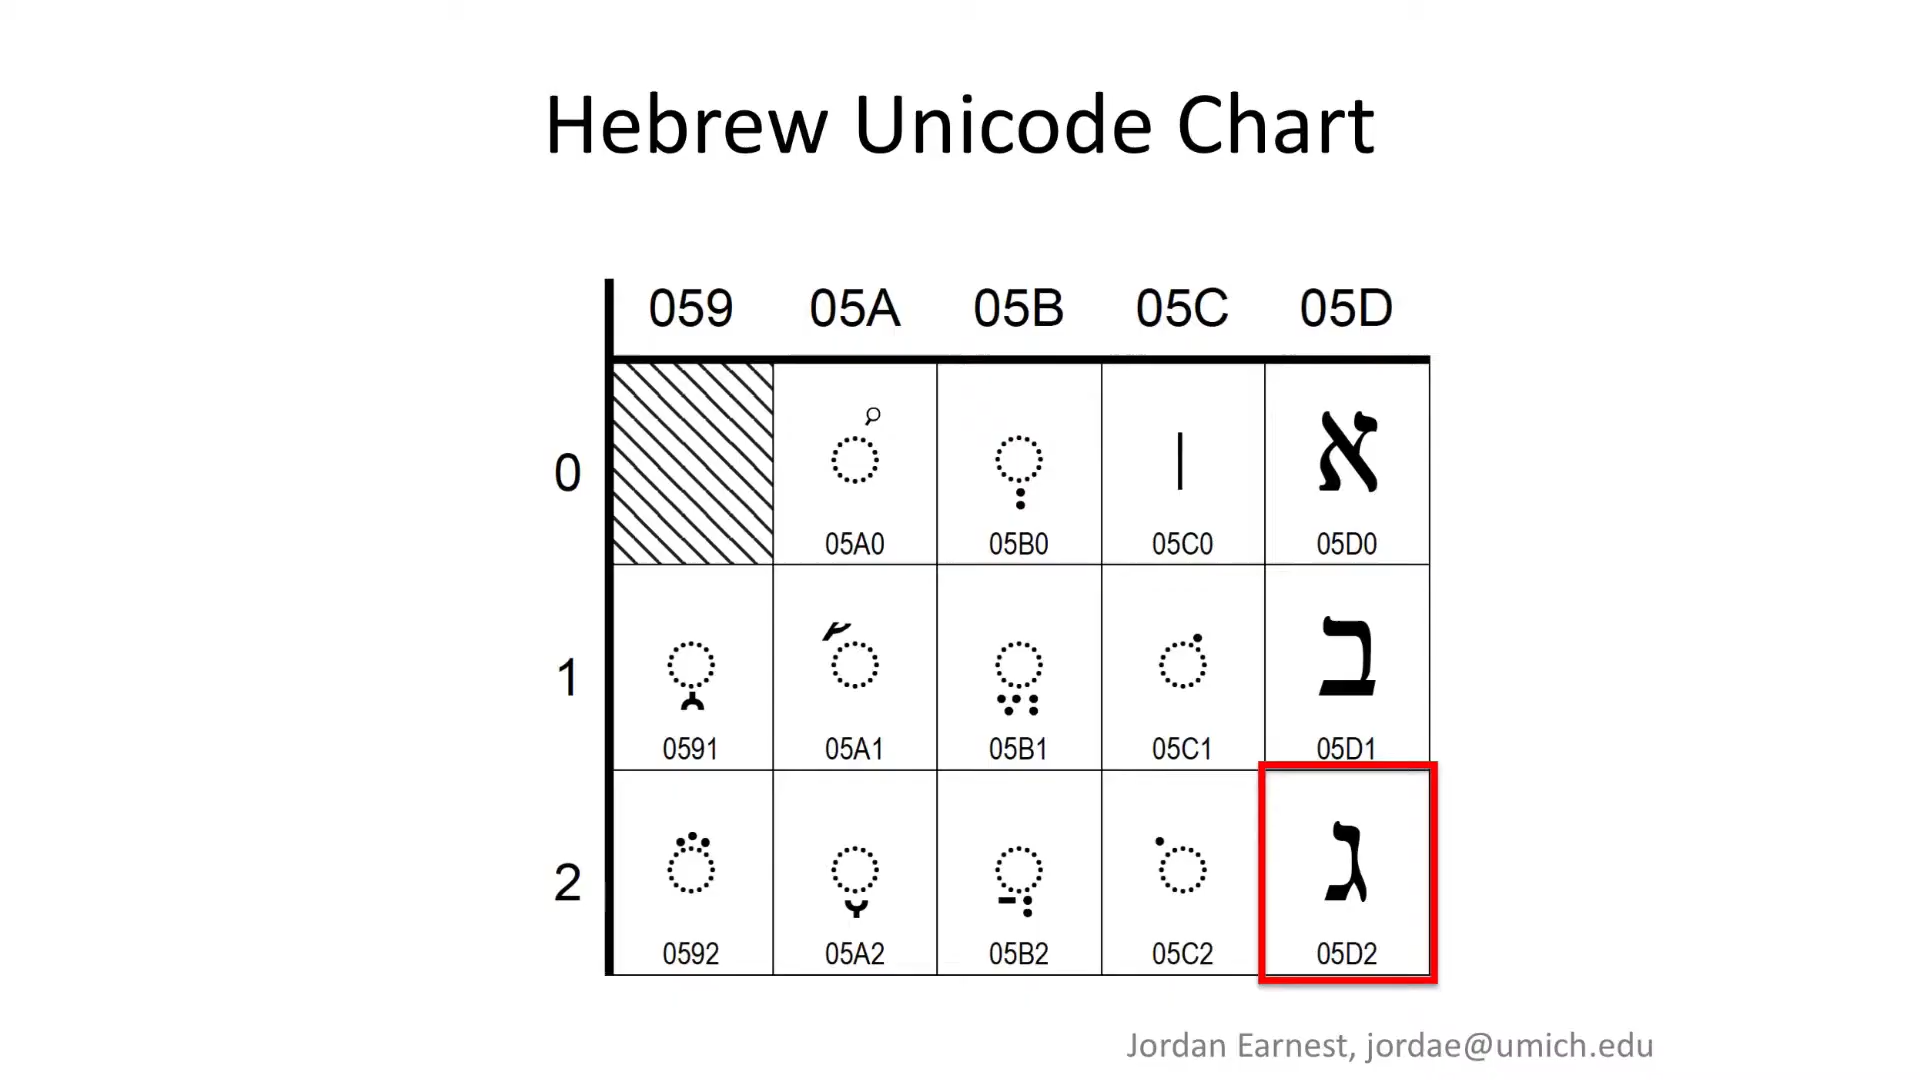 Hebrew Unicode Chart
059 05A 05B 05C 05D
0 ◌֠ ◌ְ ׀ א
05A0 05B0 05C0 05D0
1 ◌֑ ◌֡ ◌ֱ ◌ׁ ב
0591 05A1 05B1 05C1 05D1
2 ◌֒ ◌֢ ◌ֲ ◌ׂ ג
0592 05A2 05B2 05C2 05D2
Jordan Earnest, jordae@umich.edu